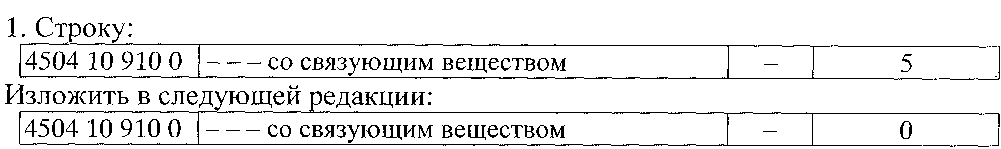 1. Строку:
4504 10 910 0 – – – со связующим веществом – 5
Изложить в следующей редакции:
4504 10 910 0 – – – со связующим веществом – 0